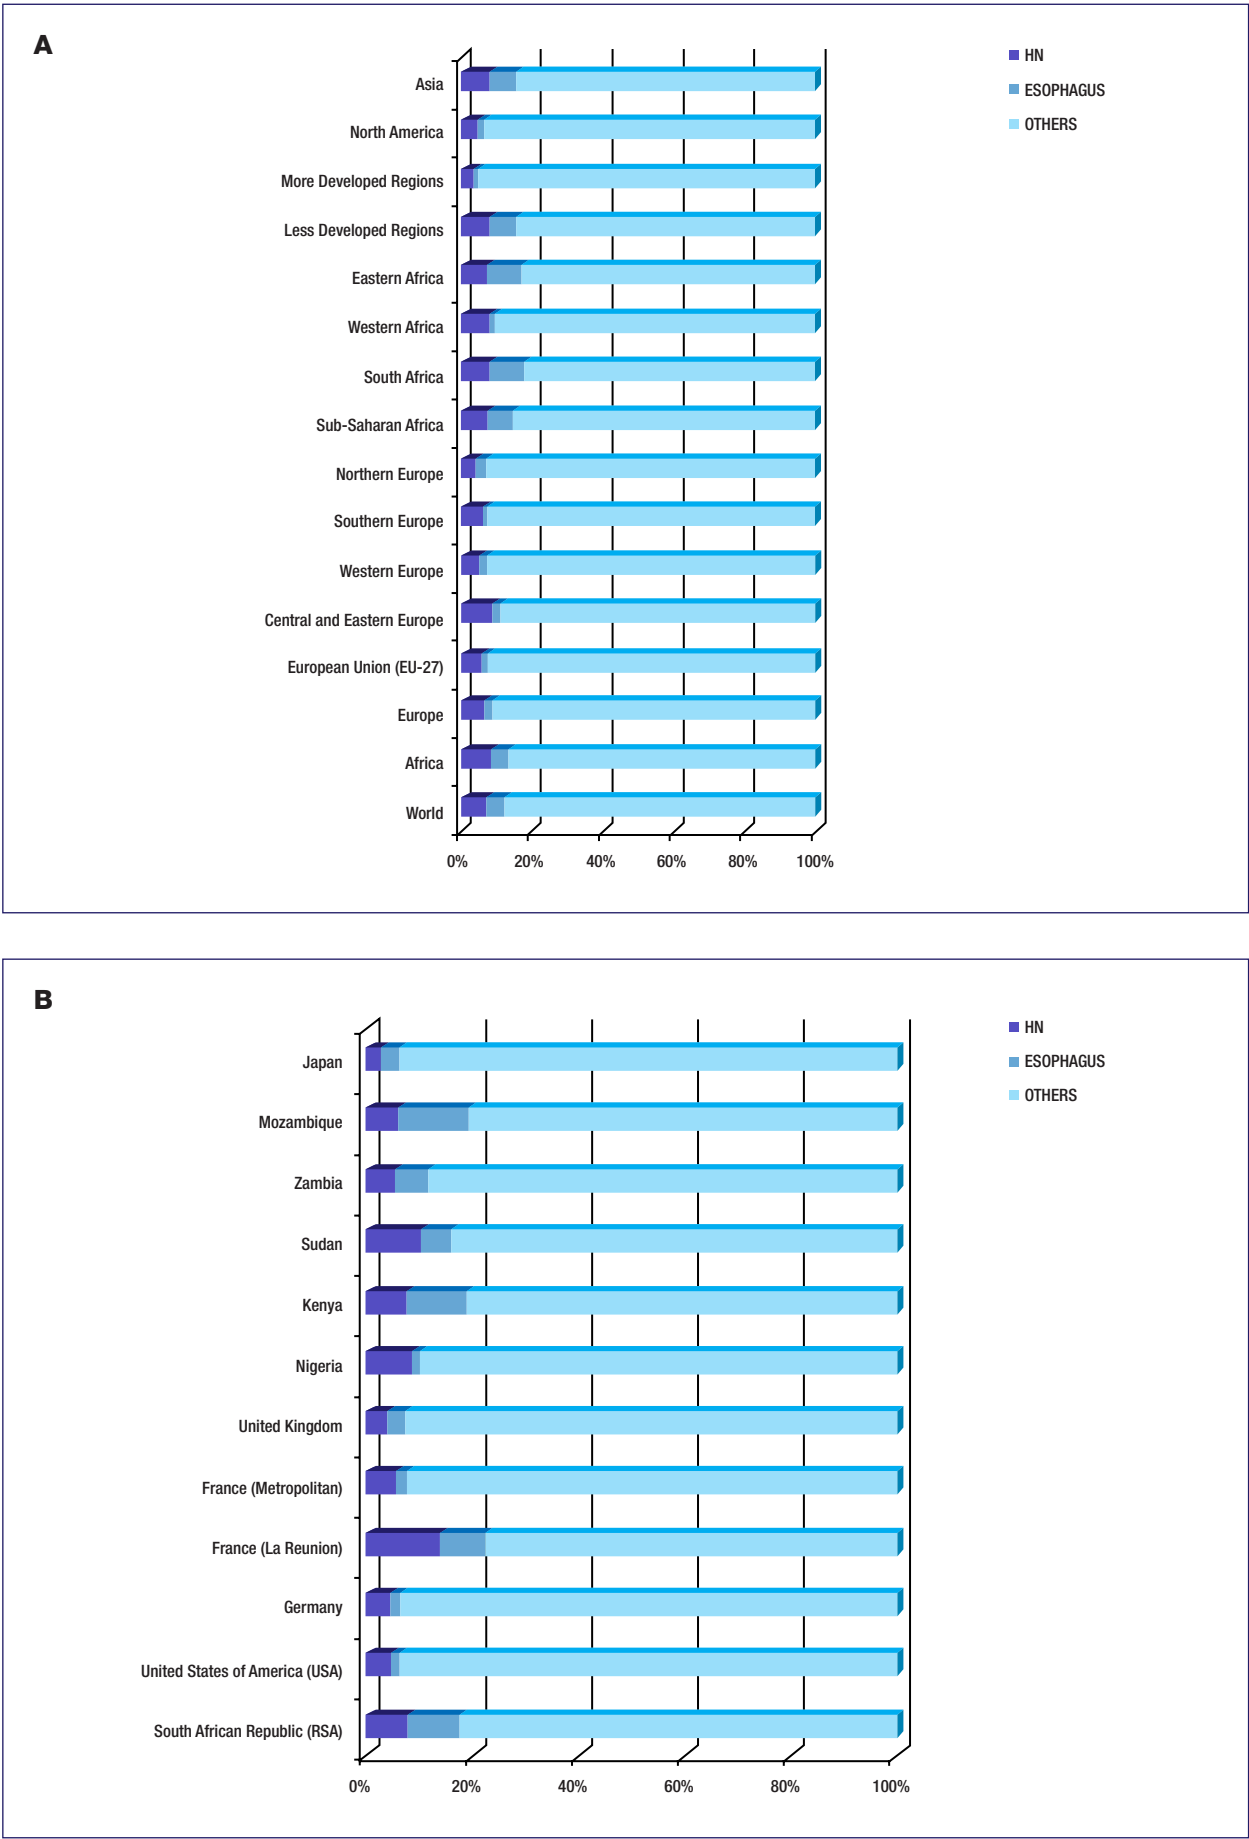 A
HN
ESOPHAGUS
OTHERS
Asia
North America
More Developed Regions
Less Developed Regions
Eastern Africa
Western Africa
South Africa
Sub-Saharan Africa
Northern Europe
Southern Europe
Western Europe
Central and Eastern Europe
European Union (EU-27)
Europe
Africa
World
0% 20% 40% 60% 80% 100%
B
HN
ESOPHAGUS
OTHERS
Japan
Mozambique
Zambia
Sudan
Kenya
Nigeria
United Kingdom
France (Metropolitan)
France (La Reunion)
Germany
United States of America (USA)
South African Republic (RSA)
0% 20% 40% 60% 80% 100%